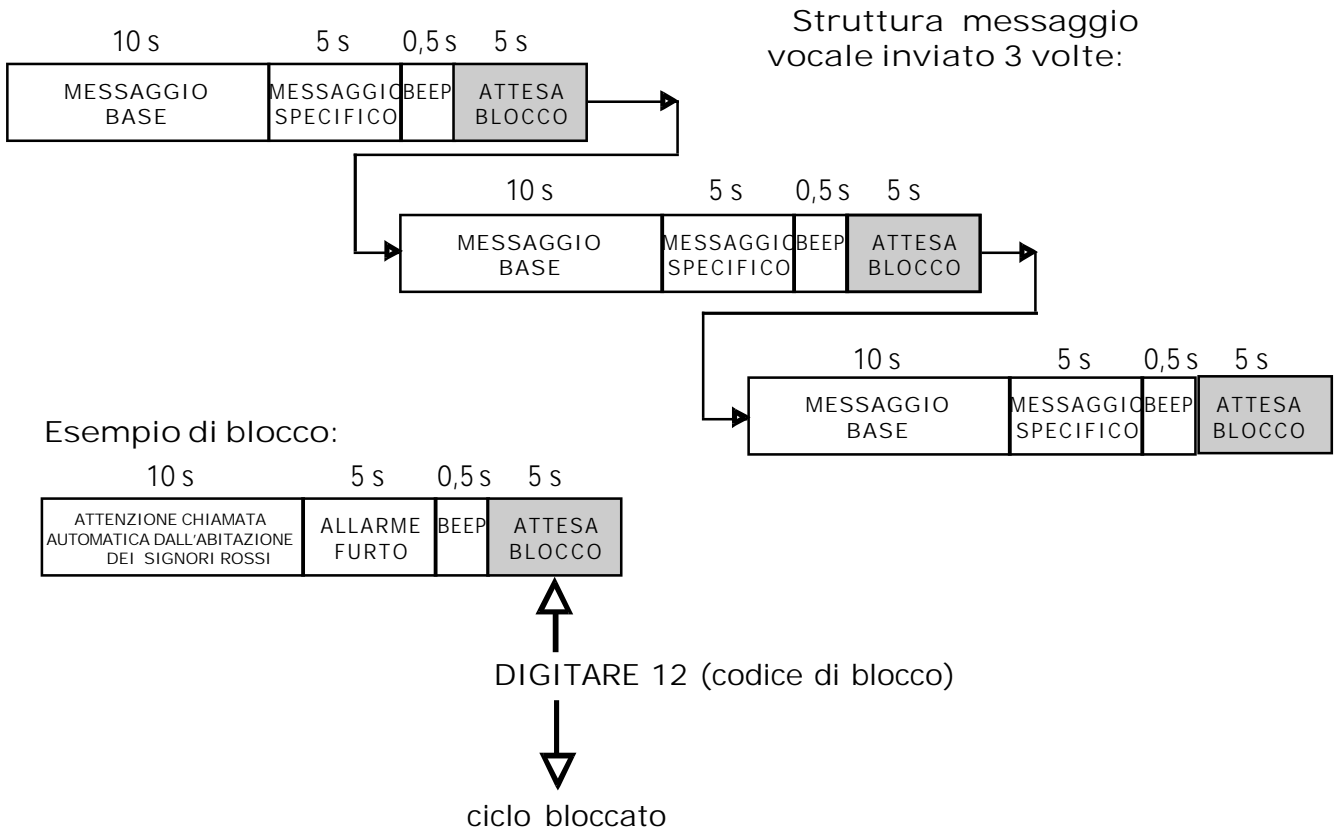 Struttura messaggio
vocale inviato 3 volte:
10 s 5 s 0,5 s 5 s
MESSAGGIO BASE
MESSAGGIO SPECIFICO
BEEP
ATTESA BLOCCO
10 s 5 s 0,5 s 5 s
MESSAGGIO BASE
MESSAGGIO SPECIFICO
BEEP
ATTESA BLOCCO
10 s 5 s 0,5 s 5 s
MESSAGGIO BASE
MESSAGGIO SPECIFICO
BEEP
ATTESA BLOCCO
Esempio di blocco:
10 s 5 s 0,5 s 5 s
ATTENZIONE CHIAMATA
AUTOMATICA DALL'ABITAZIONE
DEI SIGNORI ROSSI
ALLARME FURTO
BEEP
ATTESA BLOCCO
DIGITARE 12 (codice di blocco)
ciclo bloccato